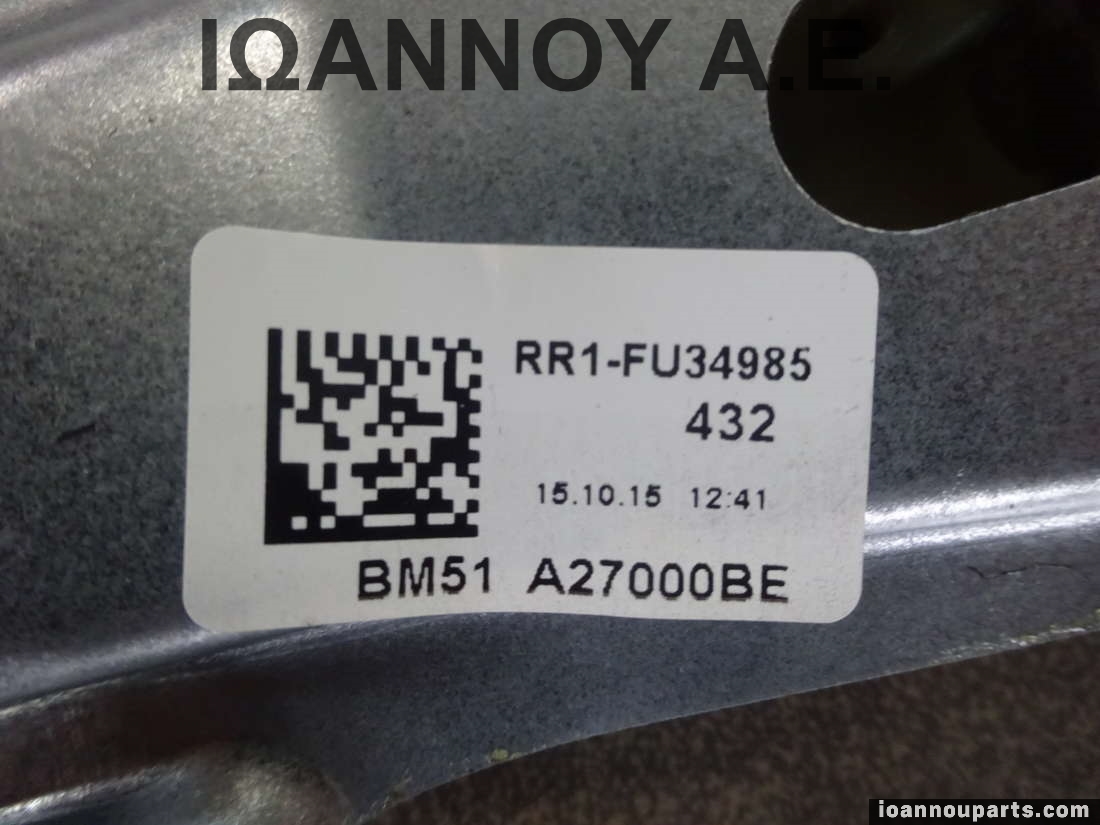 ΙΩΑΝΝΟΥ Α.Ε.
RR1-FU34985
432
15.10.15 12:41
BM51 A27000BE
ioannouparts.com